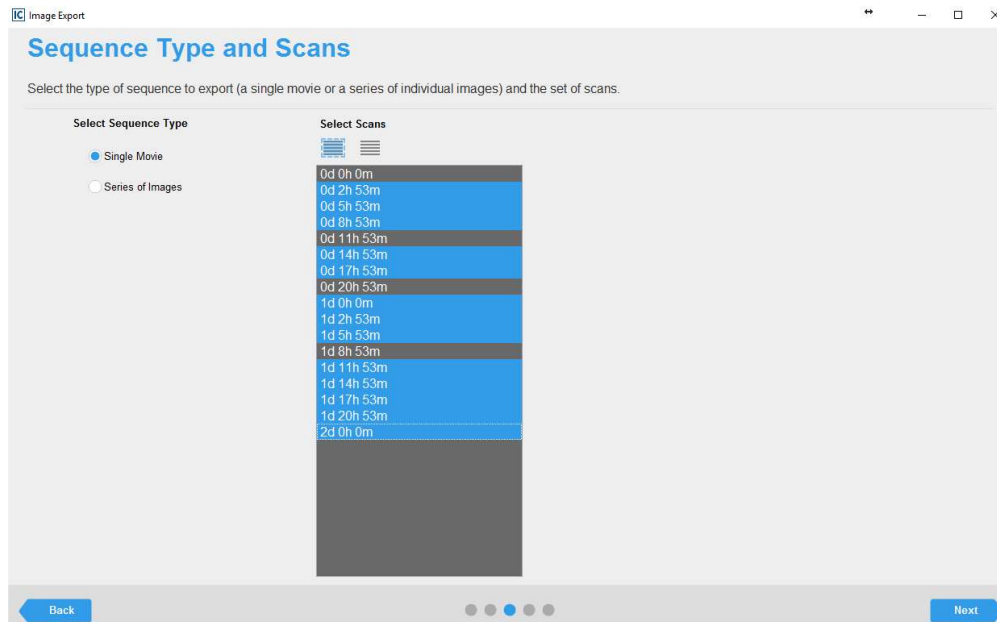 IC Image Export
Sequence Type and Scans
Select the type of sequence to export (a single movie or a series of individual images) and the set of scans.
Select Sequence Type
Single Movie
Series of Images
Select Scans
0d 0h 0m
0d 2h 53m
0d 5h 53m
0d 8h 53m
0d 11h 53m
0d 14h 53m
0d 17h 53m
0d 20h 53m
1d 0h 0m
1d 2h 53m
1d 5h 53m
1d 8h 53m
1d 11h 53m
1d 14h 53m
1d 17h 53m
1d 20h 53m
2d 0h 0m
Back
Next